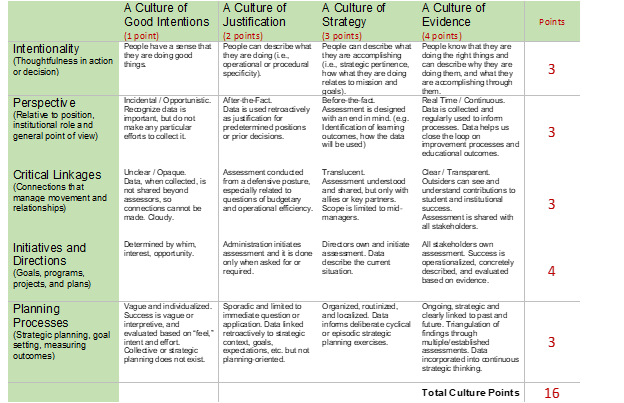 A Culture of
Good Intentions
(1 point)
A Culture of
Justification
(2 points)
A Culture of
Strategy
(3 points)
A Culture of
Evidence
(4 points)
Points
Intentionality
(Thoughtfulness in action
or decision)
People have a sense that
they are doing good
things.
People can describe what
they are doing (i.e.,
operational or procedural
specificity).
People can describe what
they are accomplishing
(i.e., strategic pertinence,
how what they are doing
relates to mission and
goals).
People know that they are
doing the right things and
can describe why they are
doing them, and what they
are accomplishing through
them.
3
Perspective
(Relative to position,
institutional role and
general point of view)
Incidental / Opportunistic.
Recognize data is
important, but do not
make any particular
efforts to collect it.
After-the-Fact.
Data is used retroactively
as justification for
predetermined positions
or prior decisions.
Before-the-fact.
Assessment is designed
with an end in mind. (e.g.
Identification of learning
outcomes, how the data
will be used)
Real Time / Continuous.
Data is collected and
regularly used to inform
processes. Data helps us
close the loop on
improvement processes and
educational outcomes.
3
Critical Linkages
(Connections that
manage movement and
relationships)
Unclear / Opaque.
Data, when collected, is
not shared beyond
assessors, so
connections cannot be
made. Cloudy.
Assessment conducted
from a defensive posture,
especially related to
questions of budgetary
and operational efficiency.
Translucent.
Assessment understood
and shared, but only with
allies or key partners.
Scope is limited to mid-
managers.
Clear / Transparent.
Outsiders can see and
understand contributions to
student and institutional
success.
Assessment is shared with
all stakeholders.
3
Initiatives and
Directions
(Goals, programs,
projects, and plans)
Determined by whim,
interest, opportunity.
Administration initiates
assessment and it is done
only when asked for or
required.
Directors own and initiate
assessment. Data
describe the current
situation.
All stakeholders own
assessment. Success is
operationalized, concretely
described, and evaluated
based on evidence.
4
Planning
Processes
(Strategic planning, goal
setting, measuring
outcomes)
Vague and individualized.
Success is vague or
interpretive, and
evaluated based on “feel,”
intent and effort.
Collective or strategic
planning does not exist.
Sporadic and limited to
immediate question or
application. Data linked
retroactively to strategic
context, goals,
expectations, etc. but not
planning-oriented.
Organized, routinized,
and localized. Data
informs deliberate cyclical
or episodic strategic
planning exercises.
Ongoing, strategic and
clearly linked to past and
future. Triangulation of
findings through
multiple/established
assessments. Data
incorporated into continuous
strategic thinking.
3
Total Culture Points
16